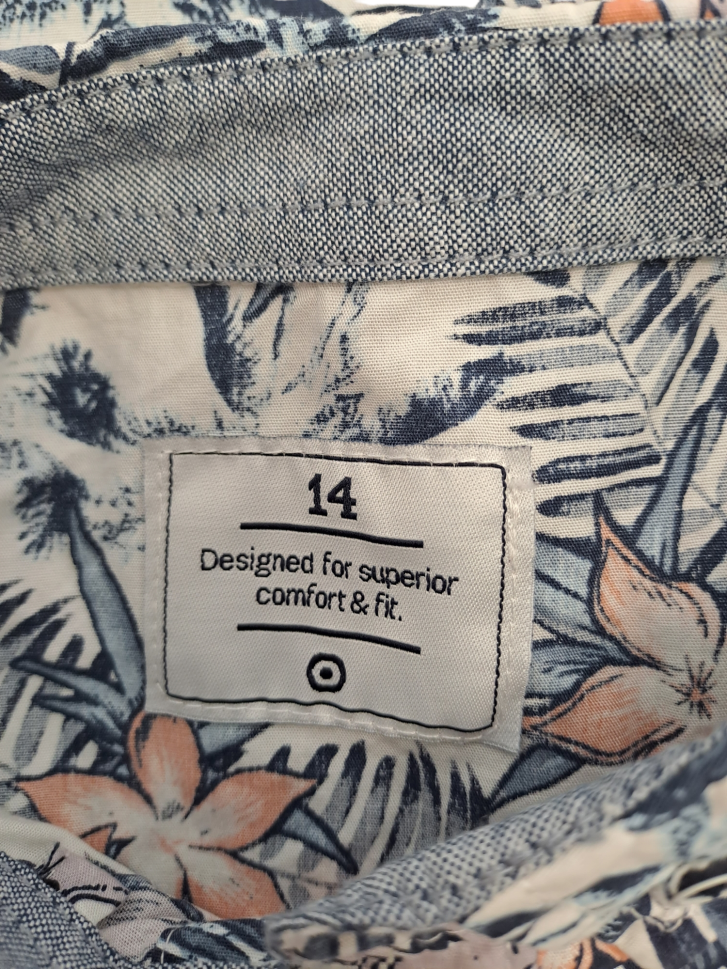 14
Designed for superior
comfort & fit.